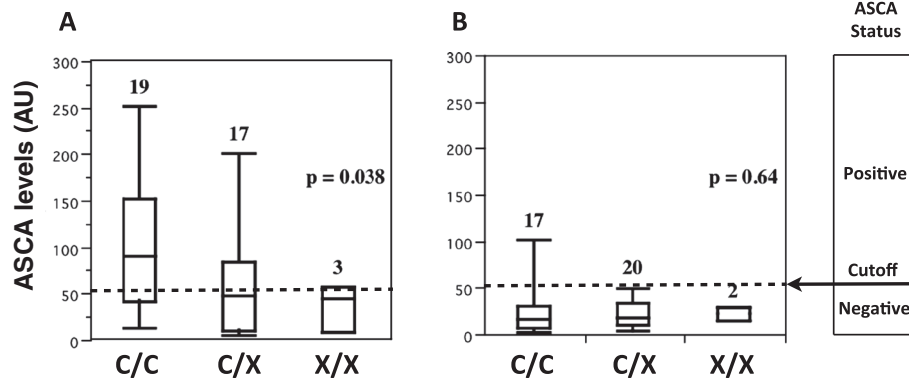 A
B
ASCA
Status
ASCA levels (AU)
300
250
200
150
100
50
0
19
17
3
p = 0.038
C/C
C/X
X/X
300
250
200
150
100
50
0
17
20
2
p = 0.64
C/C
C/X
X/X
Positive
Cutoff
Negative